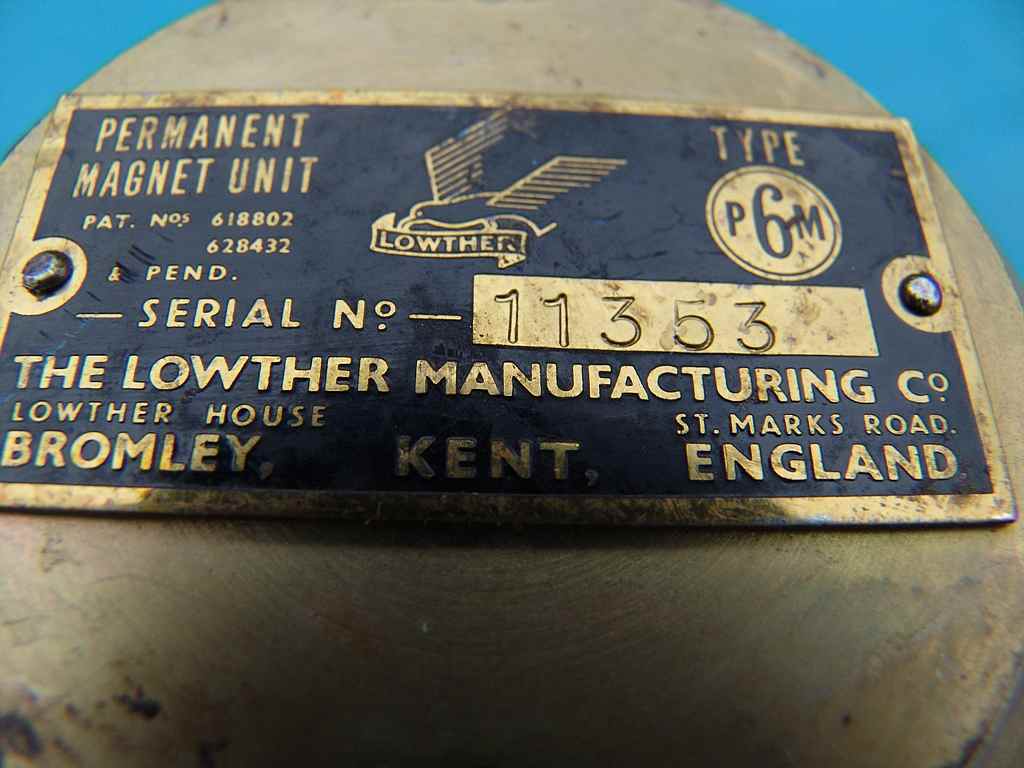 PERMANENT
MAGNET UNIT
PAT. Nos 618802
628432
& PEND.
LOWTHER
TYPE
P6M
A
— SERIAL No — 11353
THE LOWTHER MANUFACTURING Co
LOWTHER HOUSE ST. MARKS ROAD.
BROMLEY, KENT, ENGLAND